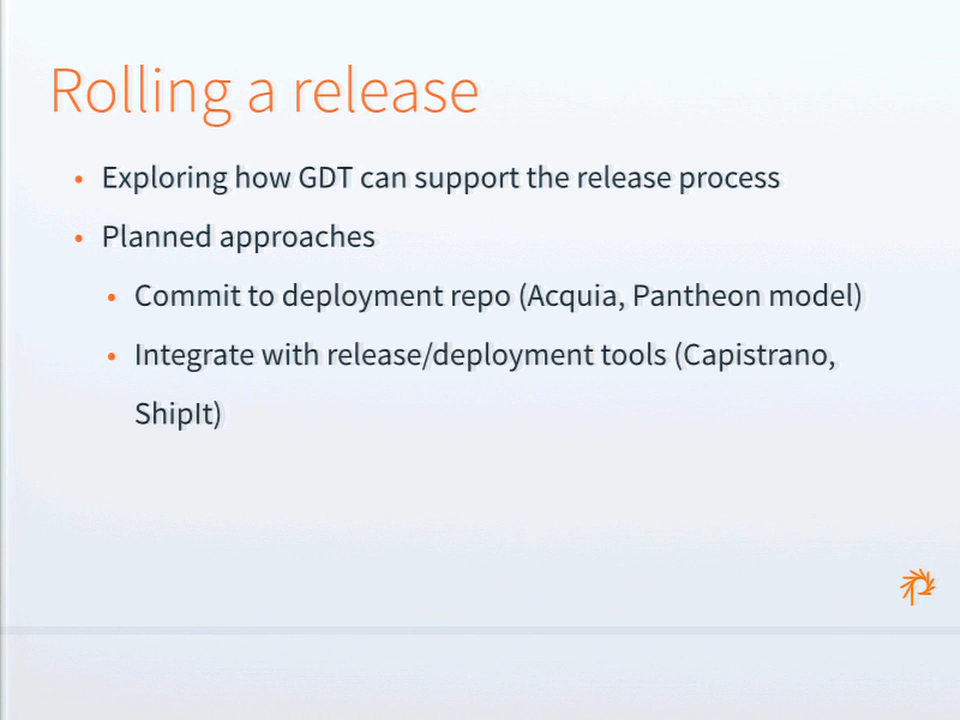 Rolling a release
• Exploring how GDT can support the release process
• Planned approaches
• Commit to deployment repo (Acquia, Pantheon model)
• Integrate with release/deployment tools (Capistrano,
ShipIt)